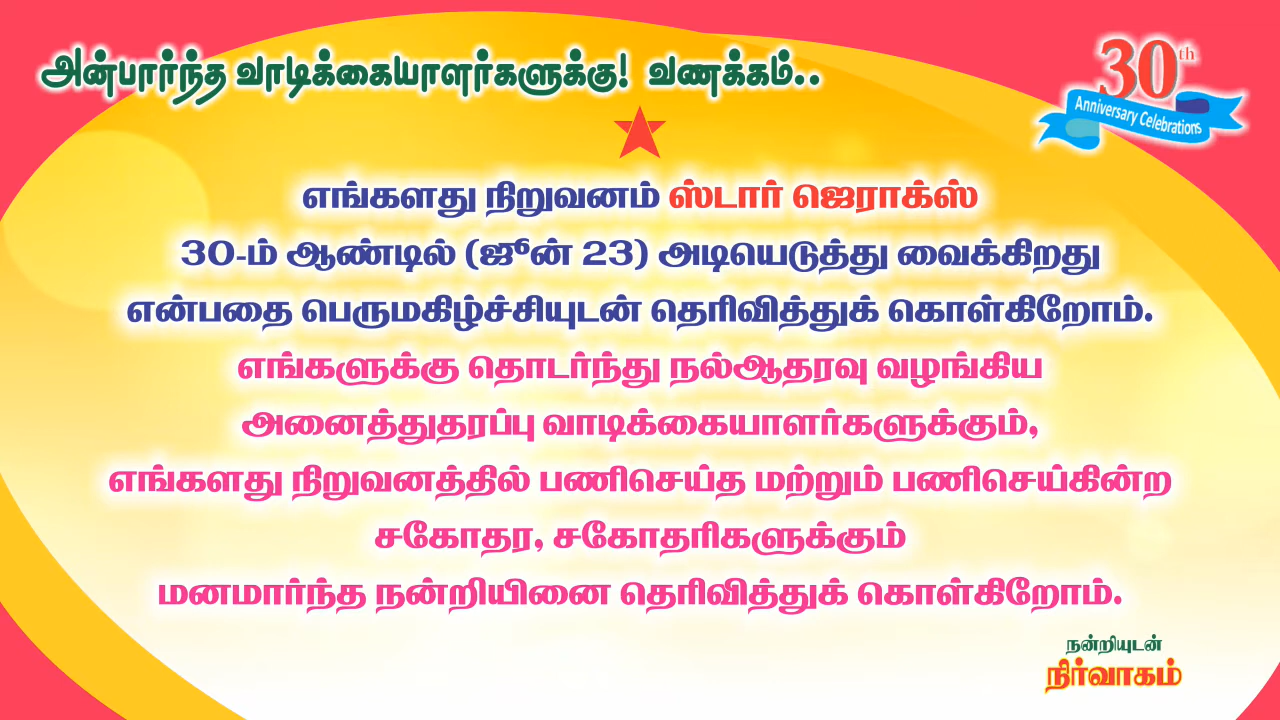 அன்பார்ந்த வாடிக்கையாளர்களுக்கு! வணக்கம்..
30th
Anniversary Celebrations
எங்களது நிறுவனம் ஸ்டார் ஜெராக்ஸ்
30-ம் ஆண்டில் (ஜூன் 23) அடியெடுத்து வைக்கிறது
என்பதை பெருமகிழ்ச்சியுடன் தெரிவித்துக் கொள்கிறோம்.
எங்களுக்கு தொடர்ந்து நல்ஆதரவு வழங்கிய
அனைத்துதரப்பு வாடிக்கையாளர்களுக்கும்,
எங்களது நிறுவனத்தில் பணிசெய்த மற்றும் பணிசெய்கின்ற
சகோதர, சகோதரிகளுக்கும்
மனமார்ந்த நன்றியினை தெரிவித்துக் கொள்கிறோம்.
நன்றியுடன்
நிர்வாகம்